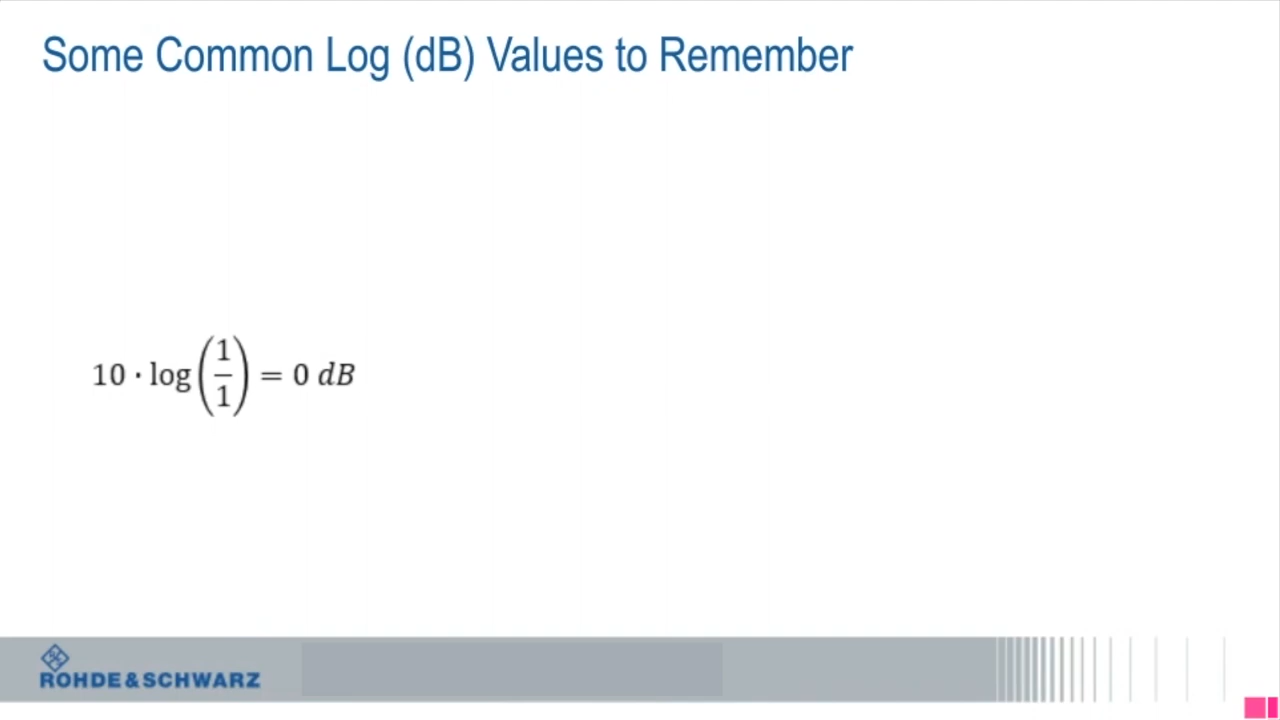 Some Common Log (dB) Values to Remember
10 · log(1/1) = 0 dB
ROHDE&SCHWARZ